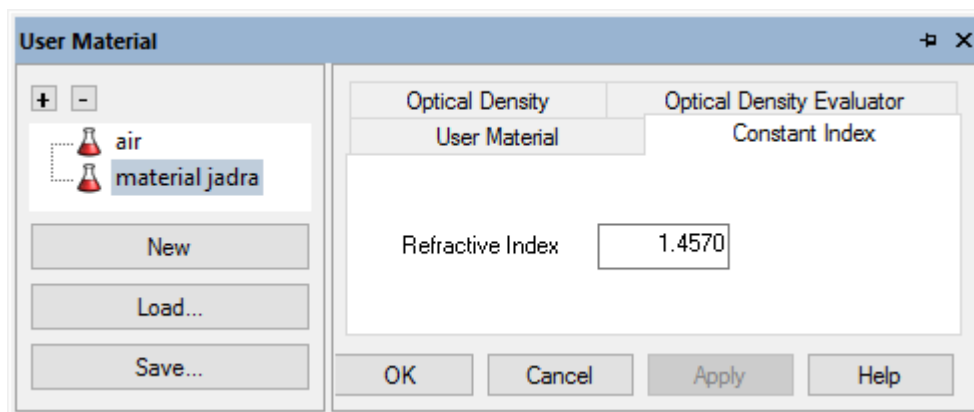 User Material
+ -
air
material jadra
New
Load...
Save...
Optical Density Optical Density Evaluator
User Material Constant Index
Refractive Index 1.4570
OK Cancel Apply Help